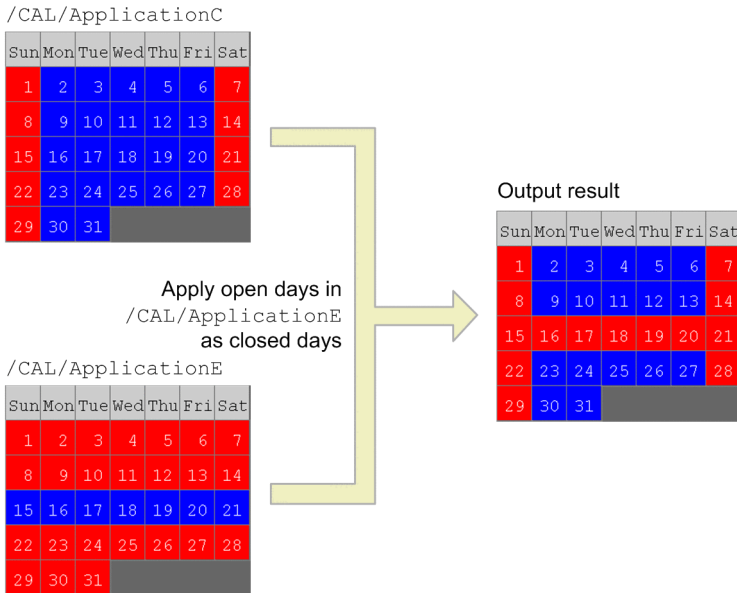 /CAL/ApplicationC
Sun Mon Tue Wed Thu Fri Sat
1 2 3 4 5 6 7
8 9 10 11 12 13 14
15 16 17 18 19 20 21
22 23 24 25 26 27 28
29 30 31
Apply open days in
/CAL/ApplicationE
as closed days
/CAL/ApplicationE
Sun Mon Tue Wed Thu Fri Sat
1 2 3 4 5 6 7
8 9 10 11 12 13 14
15 16 17 18 19 20 21
22 23 24 25 26 27 28
29 30 31
Output result
Sun Mon Tue Wed Thu Fri Sat
1 2 3 4 5 6 7
8 9 10 11 12 13 14
15 16 17 18 19 20 21
22 23 24 25 26 27 28
29 30 31